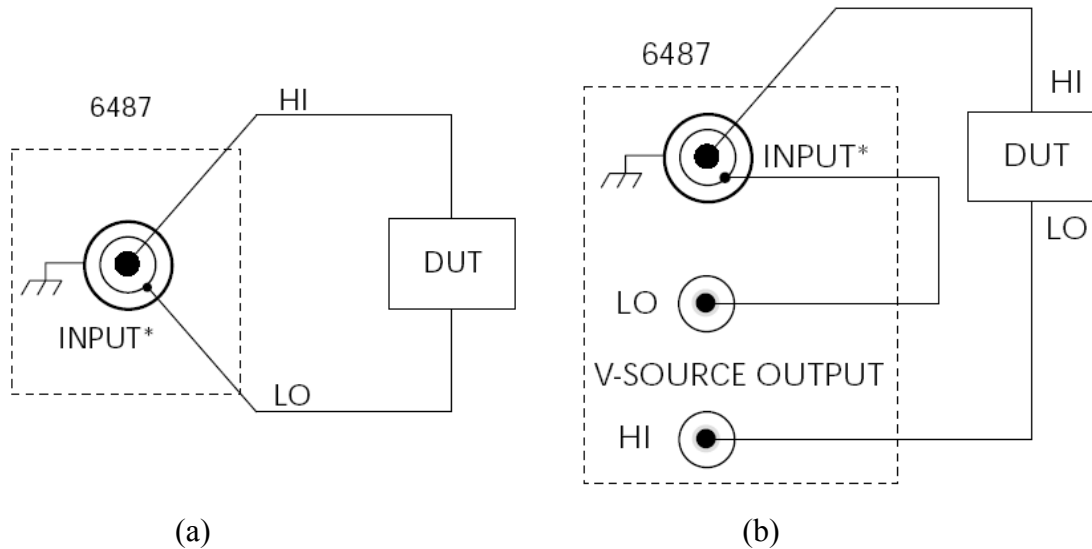 6487
HI
INPUT*
DUT
LO
(a)
6487
HI
INPUT*
DUT
LO
LO
V-SOURCE OUTPUT
HI
(b)